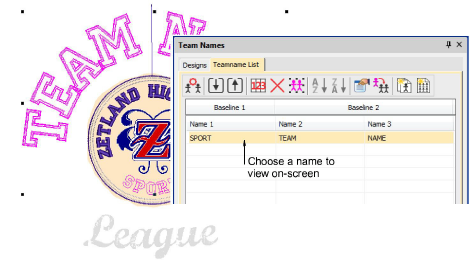 TEAM N
ZETLAND HIG
Z
SPOR
League
Team Names
Designs Teamname List
123
A Z
Z A
Baseline 1 Baseline 2
Name 1 Name 2 Name 3
SPORT TEAM NAME
Choose a name to
view on-screen